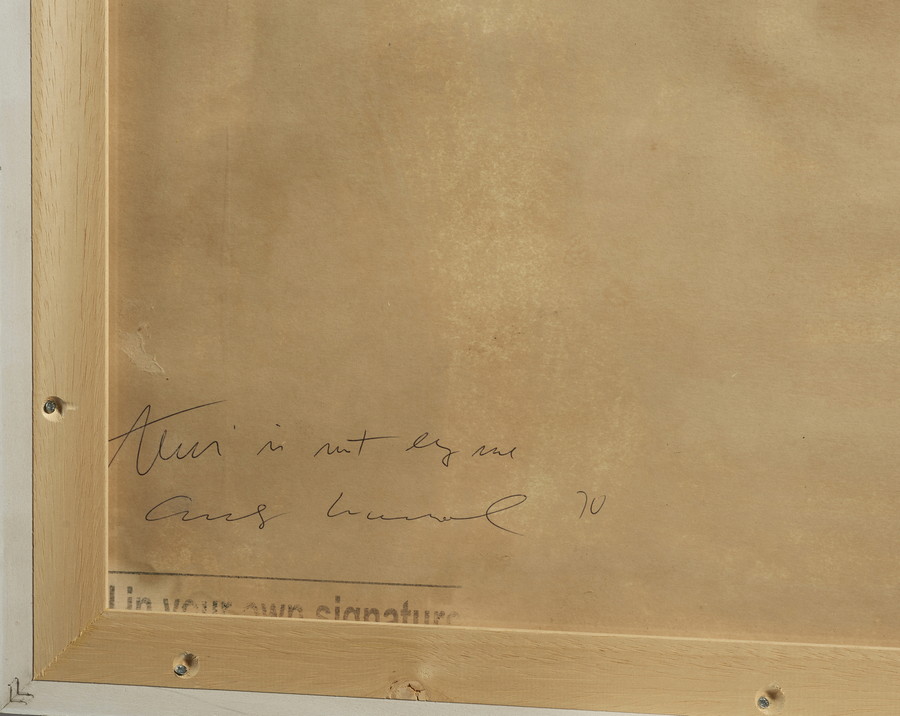 This is not by me
Andy Warhol 70
l in your own signature